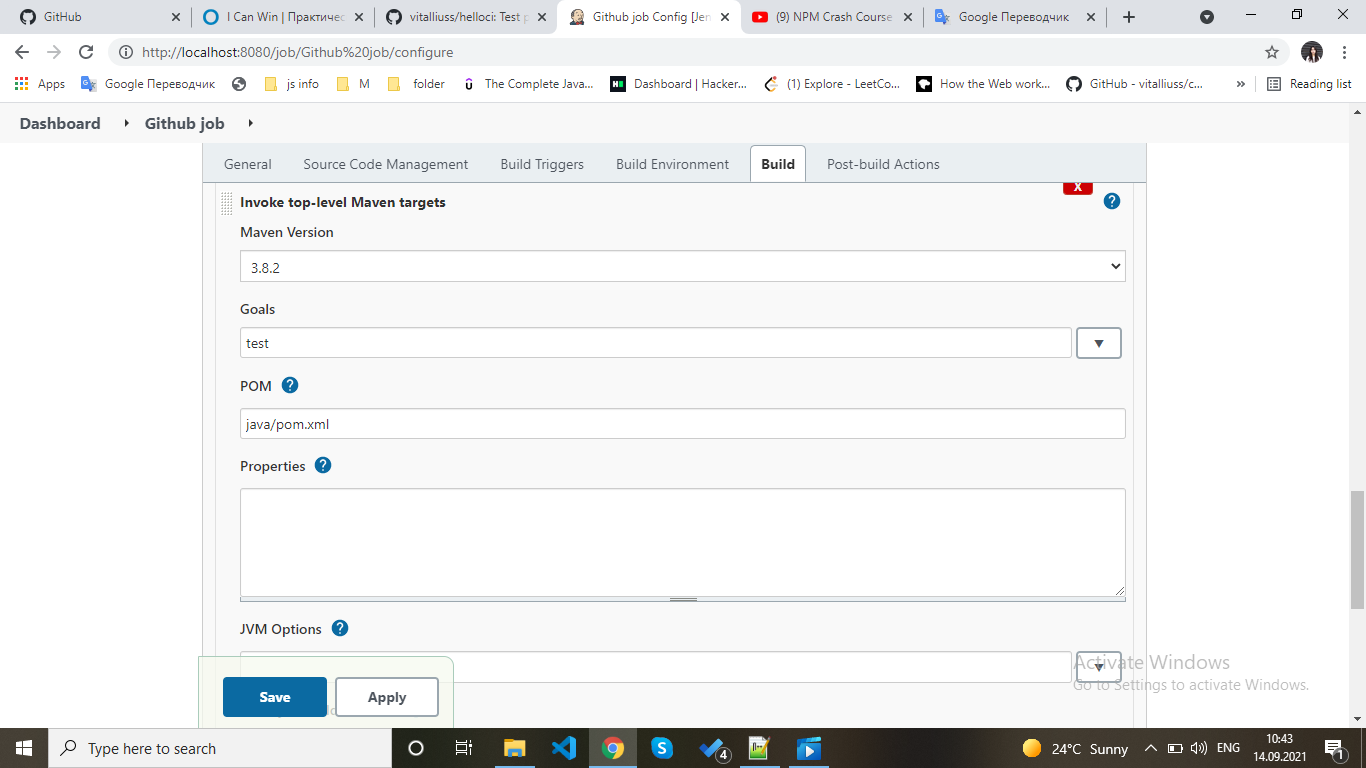 GitHub
I Can Win | Практичес
vitalliuss/helloci: Test p
Github job Config [Jen
(9) NPM Crash Course
Google Переводчик
http://localhost:8080/job/Github%20job/configure
Apps
Google Переводчик
js info
M
folder
The Complete Java...
Dashboard | Hacker...
(1) Explore - LeetCo...
How the Web work...
GitHub - vitalliuss/c...
»
Reading list
Dashboard
Github job
General
Source Code Management
Build Triggers
Build Environment
Build
Post-build Actions
X
Invoke top-level Maven targets
?
Maven Version
3.8.2
Goals
test
POM ?
java/pom.xml
Properties ?
JVM Options ?
Activate Windows
Go to Settings to activate Windows.
Save
Apply
Type here to search
4
24°C Sunny
ENG
10:43
14.09.2021
1